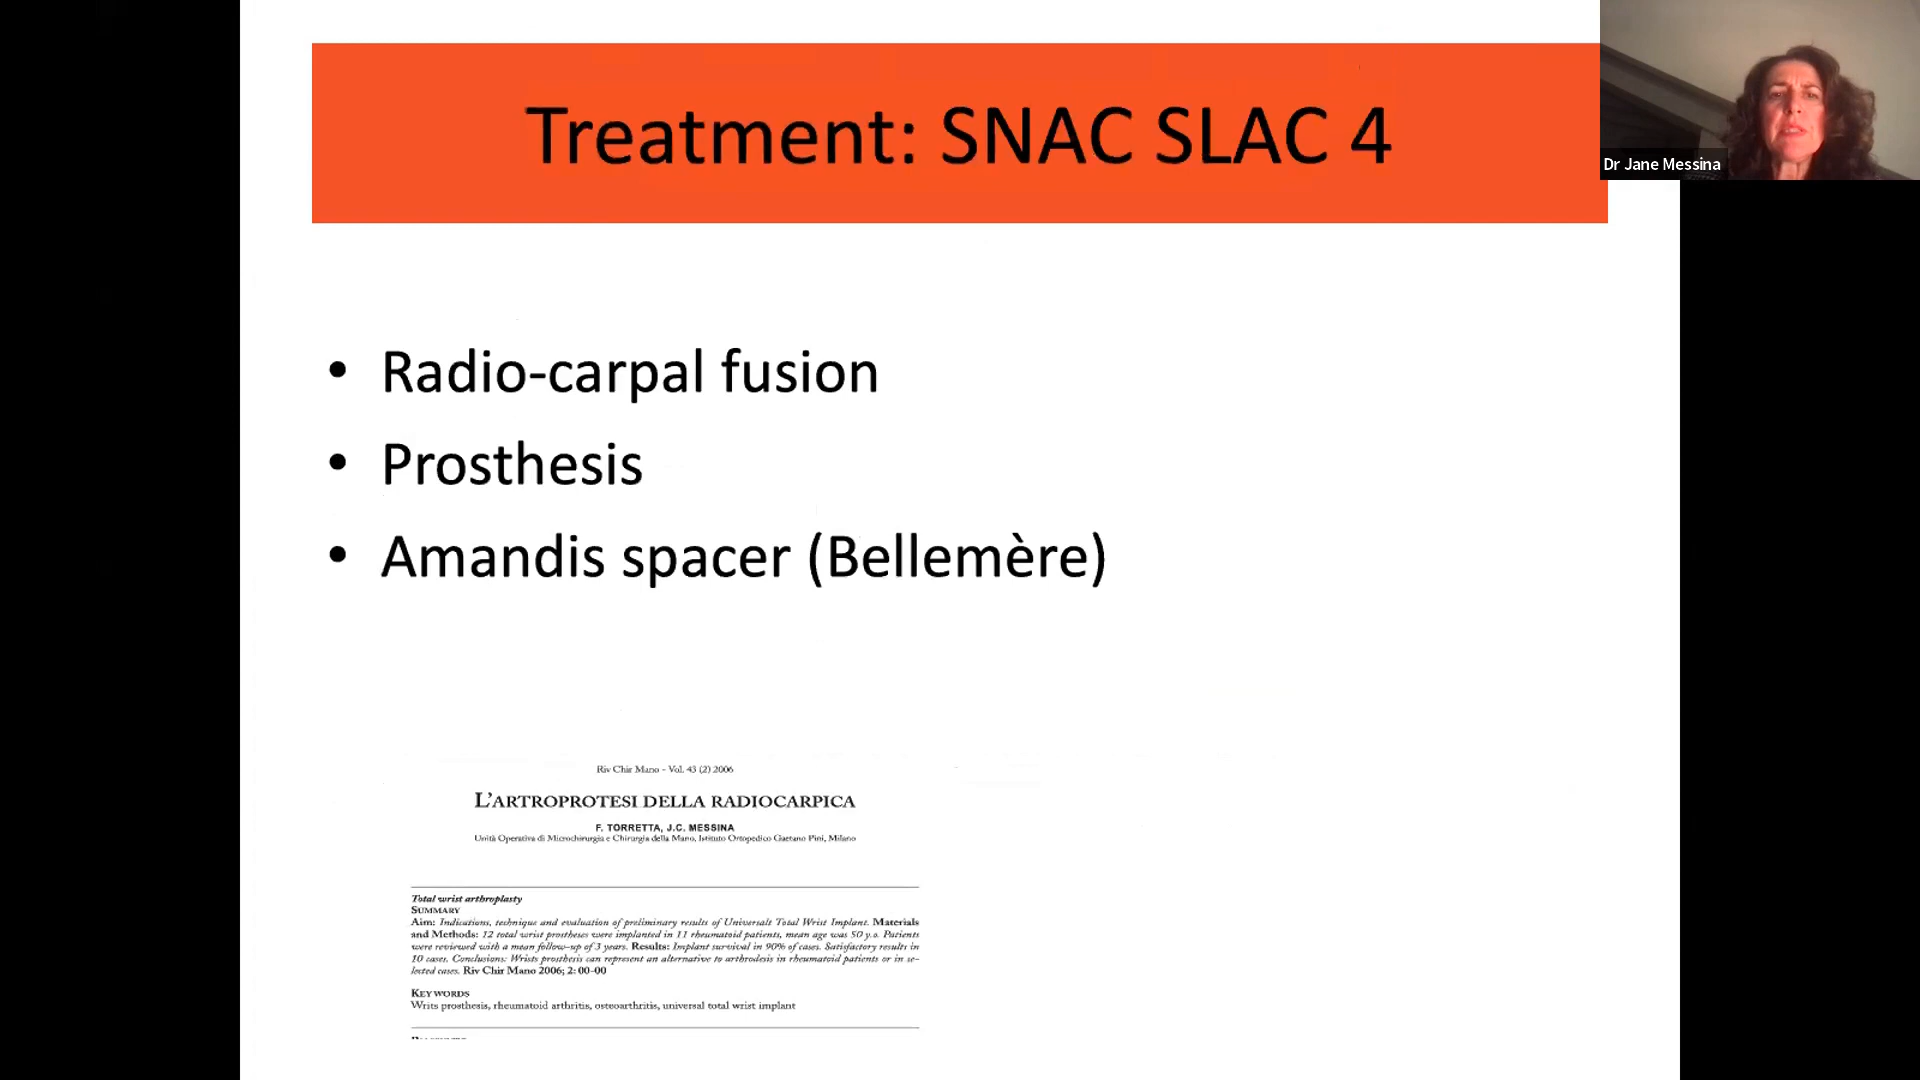 Treatment: SNAC SLAC 4
Dr Jane Messina
• Radio-carpal fusion
• Prosthesis
• Amandis spacer (Bellemère)
Riv Chir Mano - Vol. 43 (2) 2006
L'ARTROPROTESI DELLA RADIOCARPICA
F. TORRETTA, J.C. MESSINA
Unità Operativa di Microchirurgia e Chirurgia della Mano, Istituto Ortopedico Gaetano Pini, Milano
Total wrist arthroplasty
SUMMARY
Aim: Indications, technique and evaluation of preliminary results of Universalt Total Wrist Implant. Materials
and Methods: 12 total wrist prostheses were implanted in 11 rheumatoid patients, mean age was 50 y.o. Patients
were reviewed with a mean follow-up of 3 years. Results: Implant survival in 90% of cases. Satisfactory results in
10 cases. Conclusions: Wrists prosthesis can represent an alternative to arthrodesis in rheumatoid patients or in se-
lected cases. Riv Chir Mano 2006; 2: 00-00
KEY WORDS
Writs prosthesis, rheumatoid arthritis, osteoarthritis, universal total wrist implant